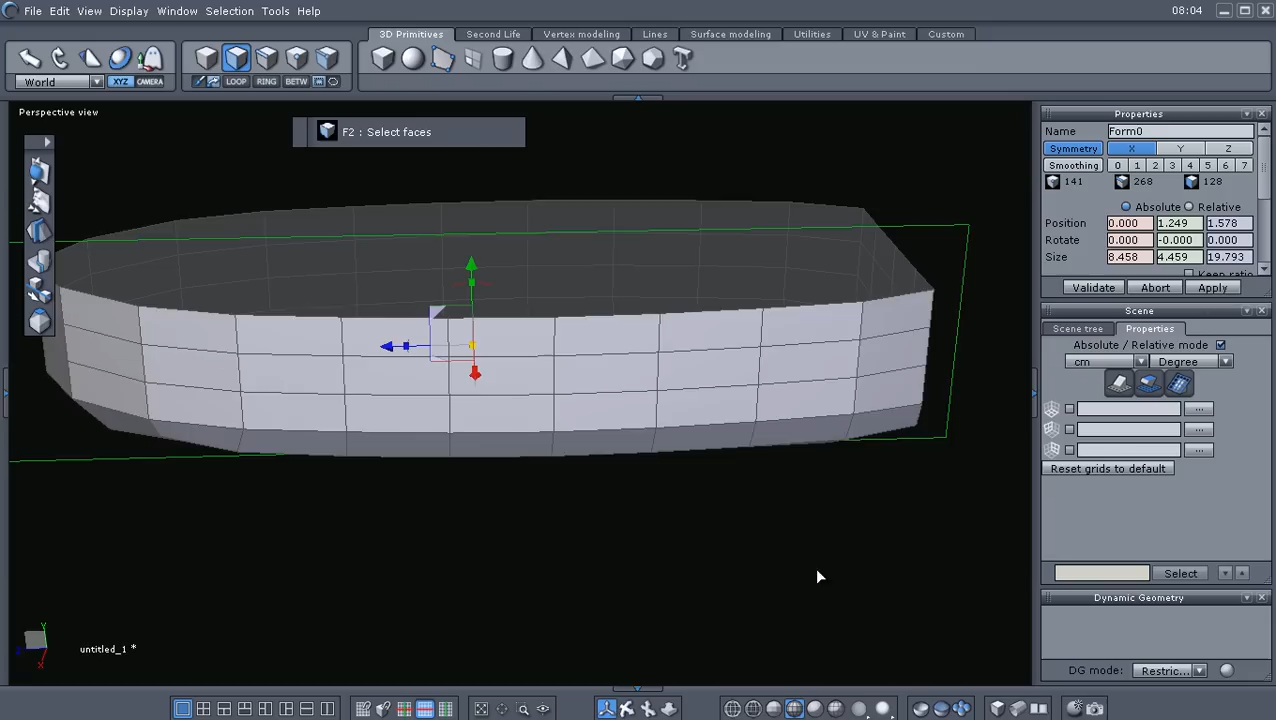 File Edit View Display Window Selection Tools Help 08:04
3D Primitives Second Life Vertex modeling Lines Surface modeling Utilities UV & Paint Custom
World XYZ CAMERA LOOP RING BETW
Perspective view
F2 : Select faces
Properties
Name Form0
Symmetry X Y Z
Smoothing 0 1 2 3 4 5 6 7
141 268 128
Absolute Relative
Position 0.000 1.249 1.578
Rotate 0.000 -0.000 0.000
Size 8.458 4.459 19.793
Keep ratio
Validate Abort Apply
Scene
Scene tree Properties
Absolute / Relative mode
cm Degree
... 
...
...
Reset grids to default
Select
Dynamic Geometry
DG mode: Restric...
Y
X
untitled_1 *